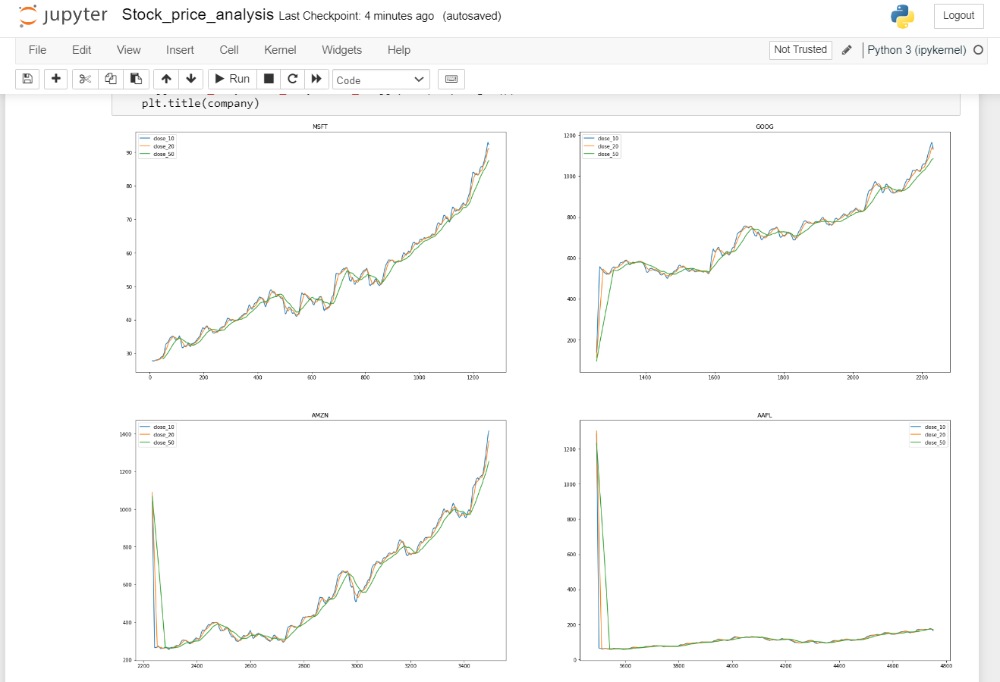 jupyter Stock_price_analysis Last Checkpoint: 4 minutes ago (autosaved) Logout
File Edit View Insert Cell Kernel Widgets Help Not Trusted Python 3 (ipykernel)
Run Code
plt.title(company)
MSFT
close_10
close_20
close_50
90
80
70
60
50
40
30
0 200 400 600 800 1000 1200
GOOG
close_10
close_20
close_50
1200
1000
800
600
400
200
1400 1600 1800 2000 2200
AMZN
close_10
close_20
close_50
1400
1200
1000
800
600
400
200
2200 2400 2600 2800 3000 3200 3400
AAPL
close_10
close_20
close_50
1200
1000
800
600
400
200
0
3600 3800 4000 4200 4400 4600 4800